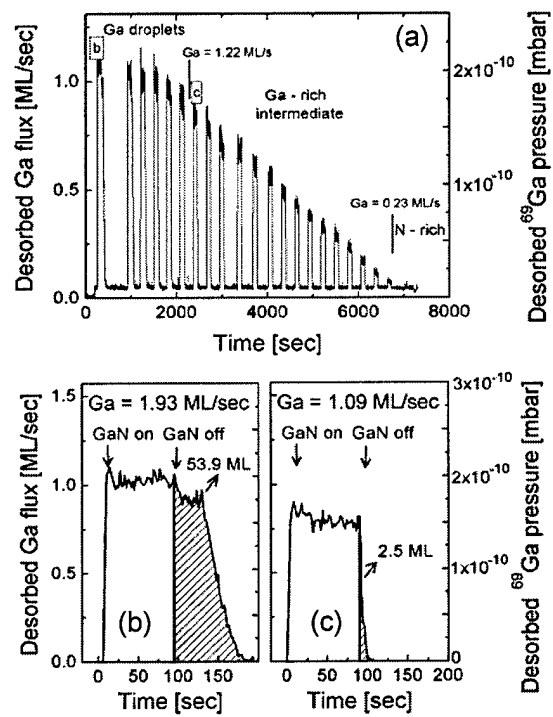 (a)
Ga droplets
b
Ga = 1.22 ML/s
c
Ga - rich
intermediate
Ga = 0.23 ML/s
N - rich
Desorbed Ga flux [ML/sec]
1.0
0.5
0.0
Desorbed ⁶⁹Ga pressure [mbar]
2x10⁻¹⁰
1x10⁻¹⁰
0
0 2000 4000 6000 8000
Time [sec]
Desorbed Ga flux [ML/sec]
1.5
1.0
0.5
0.0
Ga = 1.93 ML/sec
GaN on GaN off
53.9 ML
(b)
0 50 100 150
Time [sec]
Ga = 1.09 ML/sec
GaN on GaN off
2.5 ML
(c)
0 50 100 150 200
Time [sec]
Desorbed ⁶⁹Ga pressure [mbar]
3x10⁻¹⁰
2x10⁻¹⁰
1x10⁻¹⁰
0